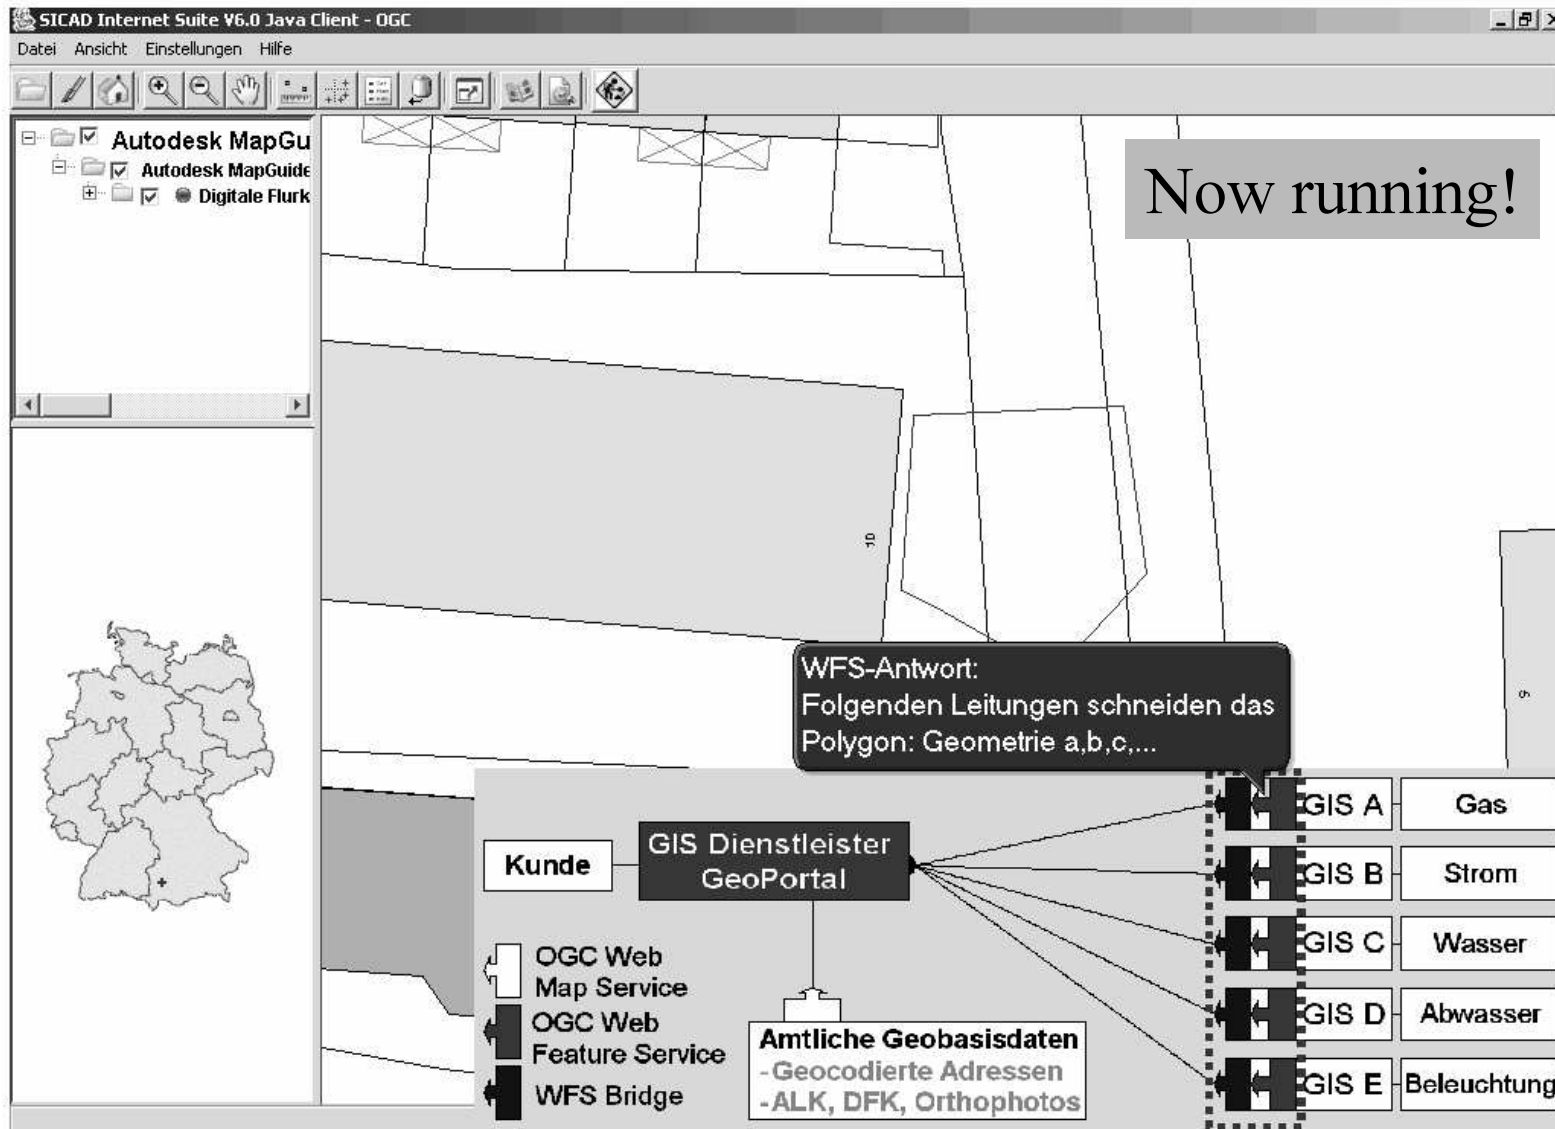 SICAD Internet Suite V6.0 Java Client - OGC
Datei Ansicht Einstellungen Hilfe
Autodesk MapGu
Autodesk MapGuide
Digitale Flurk
Now running!
10
WFS-Antwort:
Folgenden Leitungen schneiden das
Polygon: Geometrie a,b,c,...
Kunde
GIS Dienstleister
GeoPortal
GIS A
Gas
GIS B
Strom
GIS C
Wasser
GIS D
Abwasser
GIS E
Beleuchtung
OGC Web
Map Service
OGC Web
Feature Service
WFS Bridge
Amtliche Geobasisdaten
-Geocodierte Adressen
-ALK, DFK, Orthophotos